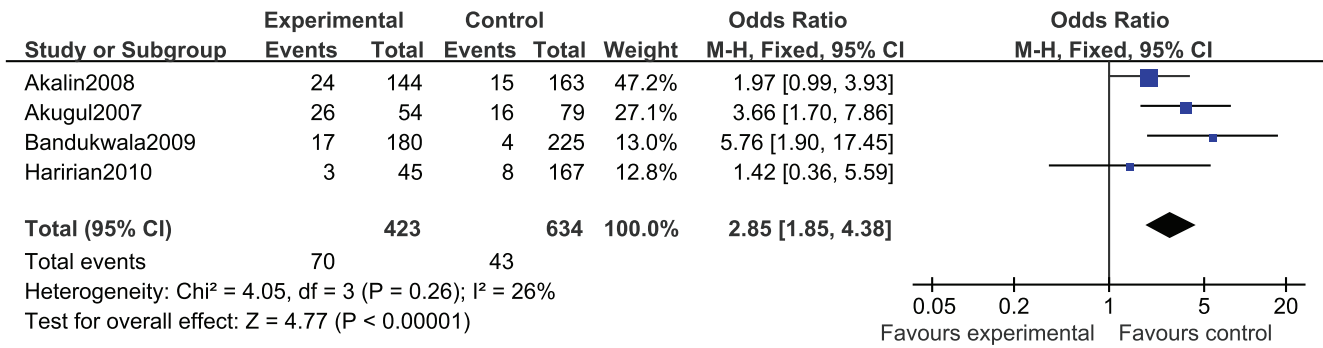 Experimental Control Odds Ratio Odds Ratio
Study or Subgroup Events Total Events Total Weight M-H, Fixed, 95% CI M-H, Fixed, 95% CI
Akalin2008 24 144 15 163 47.2% 1.97 [0.99, 3.93]
Akugul2007 26 54 16 79 27.1% 3.66 [1.70, 7.86]
Bandukwala2009 17 180 4 225 13.0% 5.76 [1.90, 17.45]
Haririan2010 3 45 8 167 12.8% 1.42 [0.36, 5.59]
Total (95% CI) 423 634 100.0% 2.85 [1.85, 4.38]
Total events 70 43
Heterogeneity: Chi² = 4.05, df = 3 (P = 0.26); I² = 26%
Test for overall effect: Z = 4.77 (P < 0.00001)
0.05 0.2 1 5 20
Favours experimental Favours control